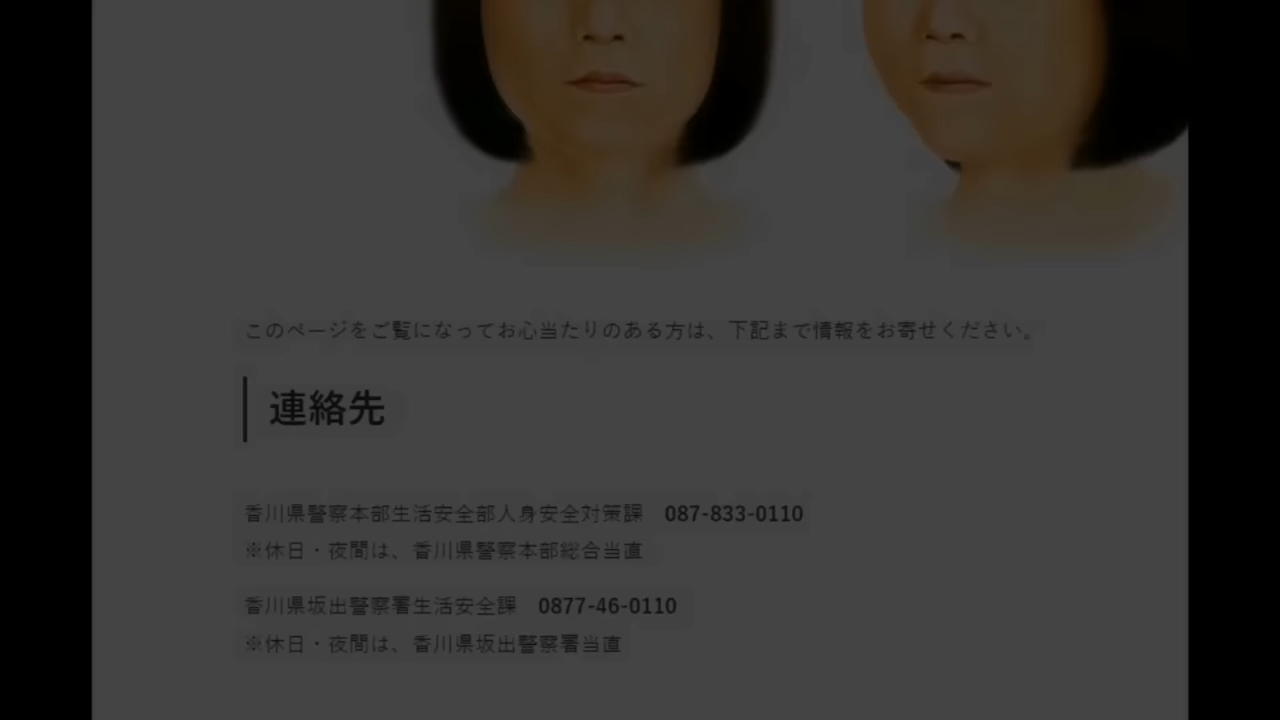 このページをご覧になってお心当たりのある方は、下記まで情報をお寄せください。
連絡先
香川県警察本部生活安全部人身安全対策課 087-833-0110
※休日・夜間は、香川県警察本部総合当直
香川県坂出警察署生活安全課 0877-46-0110
※休日・夜間は、香川県坂出警察署当直